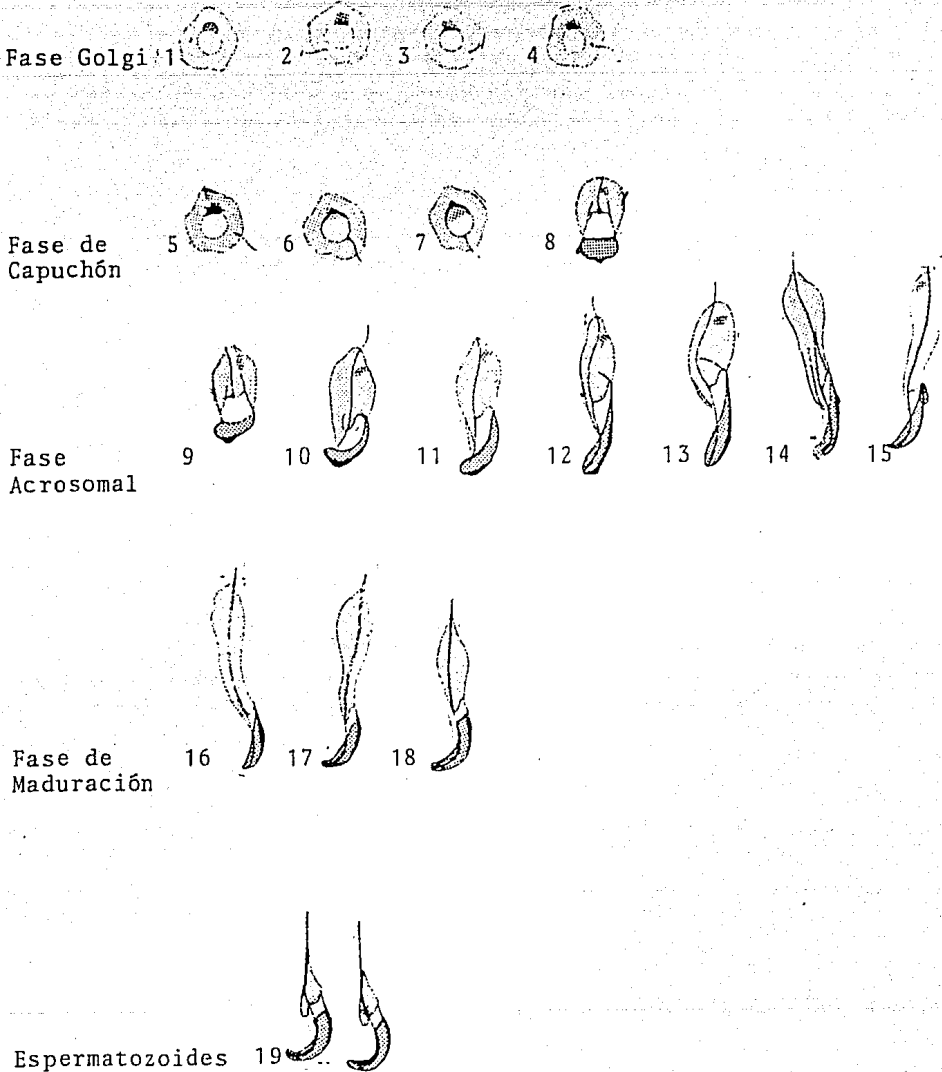 Fase Golgi 1 2 3 4
Fase de
Capuchón 5 6 7 8
Fase
Acrosomal 9 10 11 12 13 14 15
Fase de
Maduración 16 17 18
Espermatozoides 19